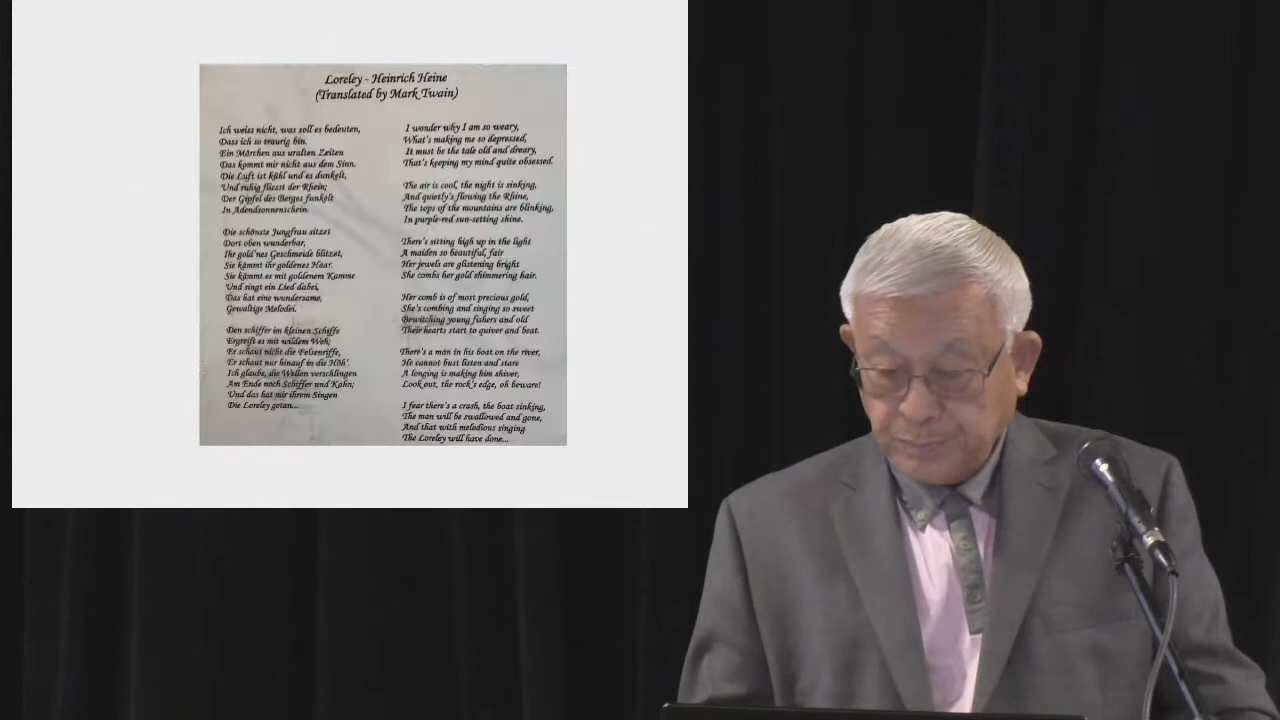 Loreley - Heinrich Heine
(Translated by Mark Twain)
Ich weiss nicht, was soll es bedeuten,
Dass ich so traurig bin.
Ein Märchen aus uralten Zeiten
Das kommt mir nicht aus dem Sinn.
Die Luft ist kühl und es dunkelt,
Und ruhig fliesst der Rhein;
Der Gipfel des Berges funkelt
In Adendsonnenschein.
Die schönste Jungfrau sitzet
Dort oben wunderbar,
Ihr gold'nes Geschmeide blitzet,
Sie kämmt ihr goldenes Haar.
Sie kämmt es mit goldenem Kamme
Und singt ein Lied dabei,
Das hat eine wundersame,
Gewaltige Melodei.
Den schiffer im kleinen Schiffe
Ergreift es mit wildem Weh;
Er schaut nicht die Felsenriffe,
Er schaut nur hinauf in die Höh'.
Ich glaube, die Wellen verschlingen
Am Ende noch Schiffer und Kahn;
Und das hat mit ihrem Singen
Die Loreley getan...
I wonder why I am so weary,
What's making me so depressed,
It must be the tale old and dreary,
That's keeping my mind quite obsessed.
The air is cool, the night is sinking,
And quietly's flowing the Rhine,
The tops of the mountains are blinking,
In purple-red sun-setting shine.
There's sitting high up in the light
A maiden so beautiful, fair
Her jewels are glistening bright
She combs her gold shimmering hair.
Her comb is of most precious gold,
She's combing and singing so sweet
Bewitching young fishers and old
Their hearts start to quiver and beat.
There's a man in his boat on the river,
He cannot bust listen and stare
A longing is making him shiver,
Look out, the rock's edge, oh beware!
I fear there's a crash, the boat sinking,
The man will be swallowed and gone,
And that with melodious singing
The Loreley will have done...